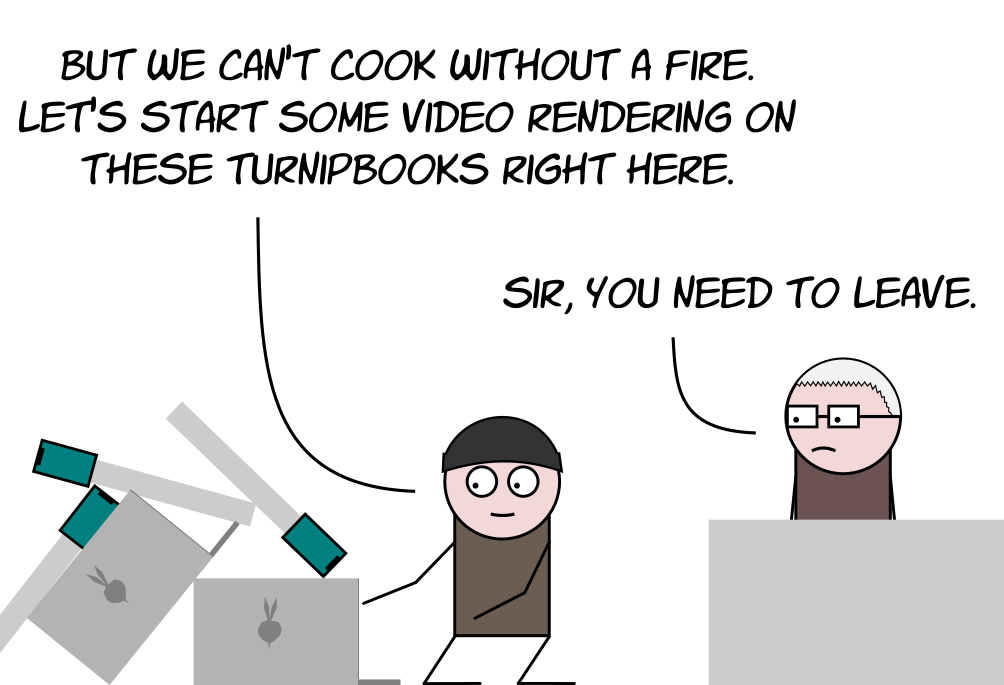 BUT WE CAN'T COOK WITHOUT A FIRE.
LET'S START SOME VIDEO RENDERING ON
THESE TURNIPBOOKS RIGHT HERE.
SIR, YOU NEED TO LEAVE.